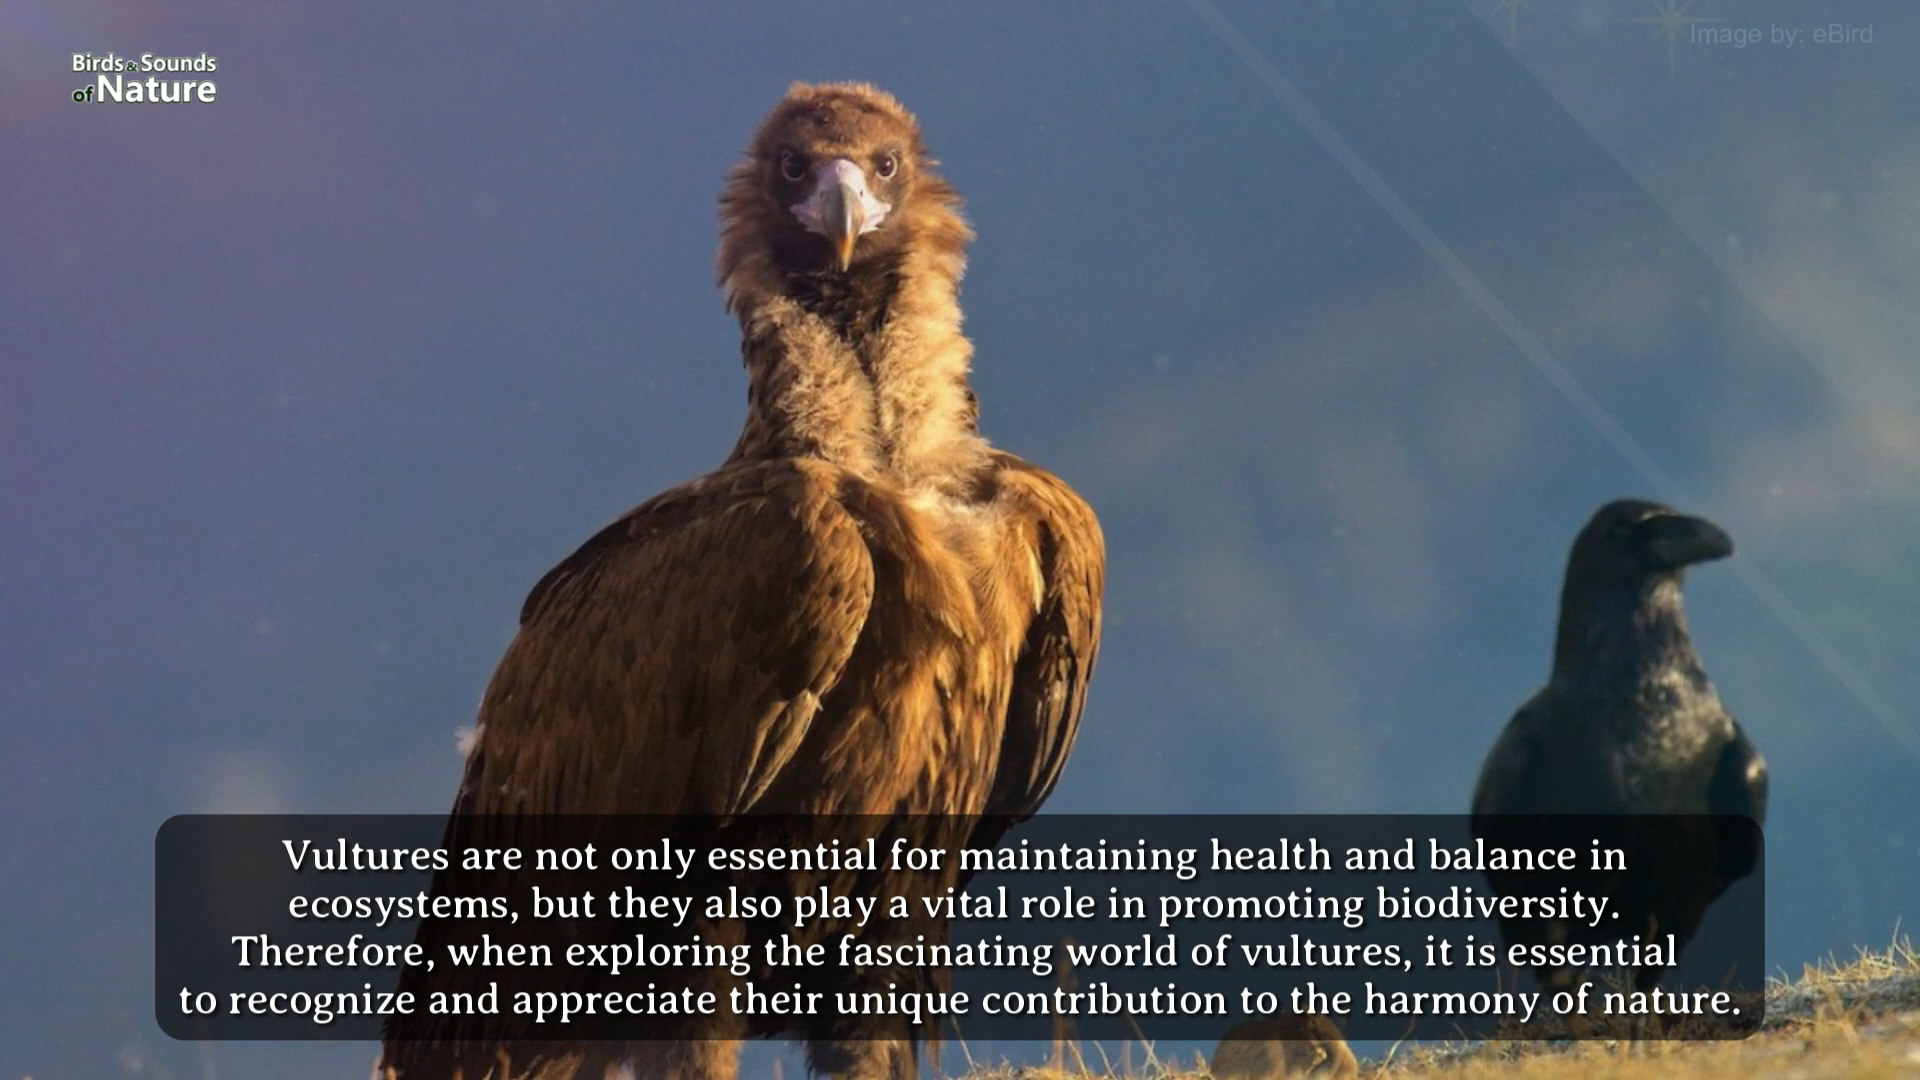 Birds & Sounds
of Nature
Image by: eBird
Vultures are not only essential for maintaining health and balance in
ecosystems, but they also play a vital role in promoting biodiversity.
Therefore, when exploring the fascinating world of vultures, it is essential
to recognize and appreciate their unique contribution to the harmony of nature.